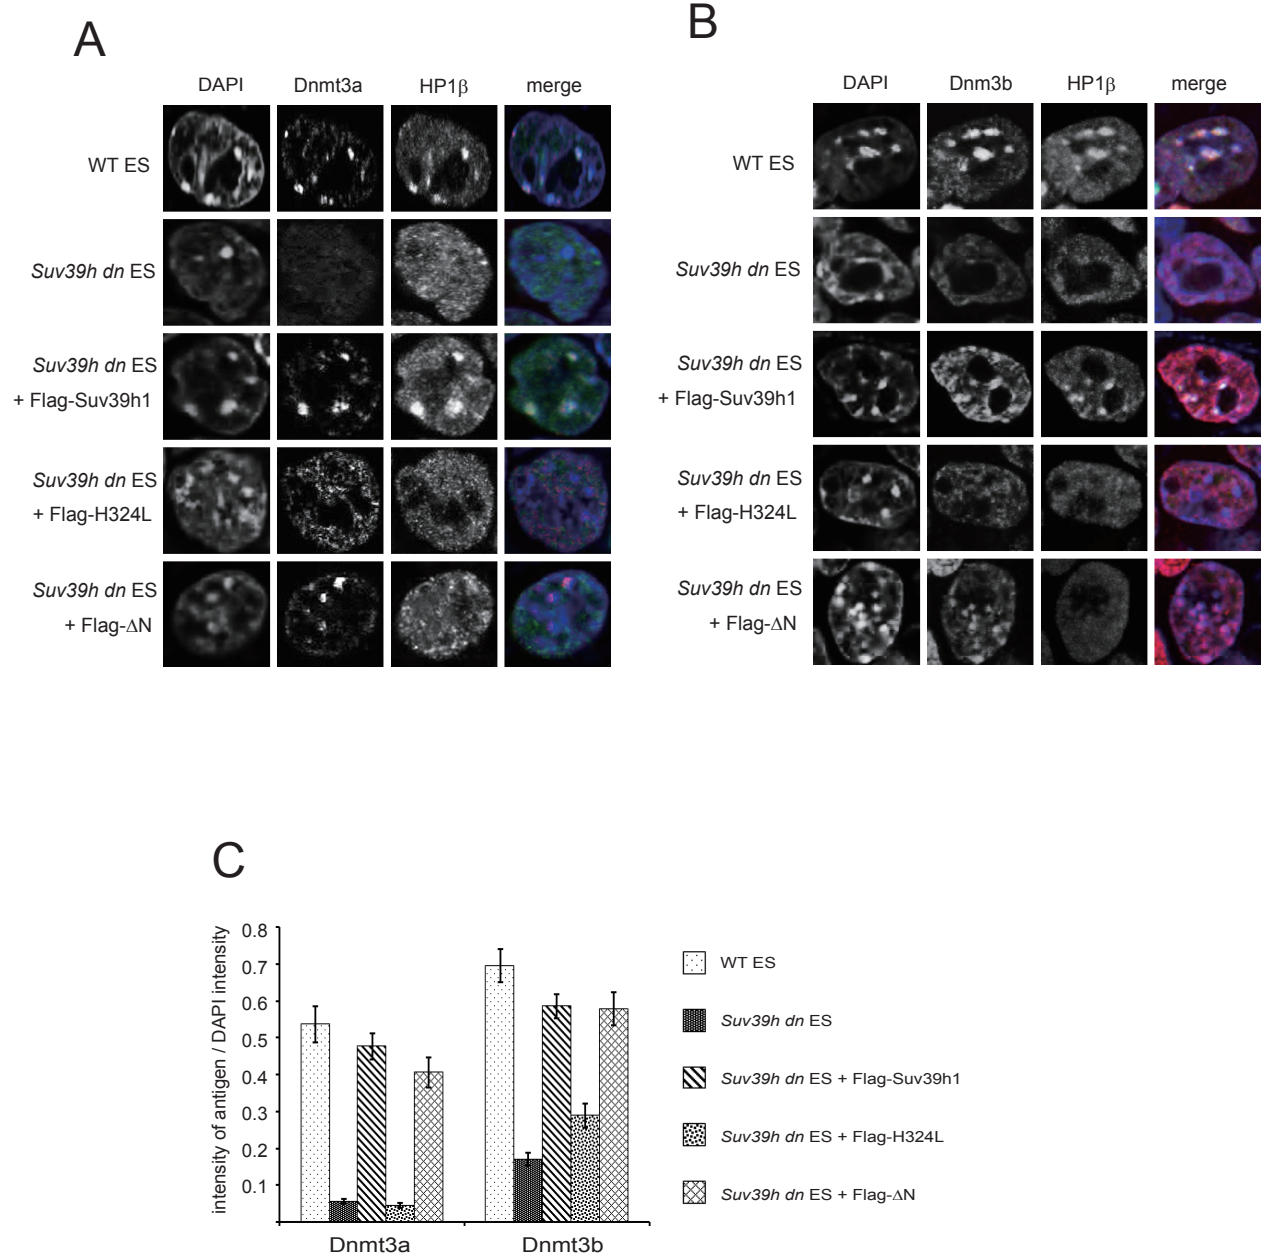 A
DAPI Dnmt3a HP1β merge
WT ES
Suv39h dn ES
Suv39h dn ES
+ Flag-Suv39h1
Suv39h dn ES
+ Flag-H324L
Suv39h dn ES
+ Flag-ΔN
B
DAPI Dnm3b HP1β merge
WT ES
Suv39h dn ES
Suv39h dn ES
+ Flag-Suv39h1
Suv39h dn ES
+ Flag-H324L
Suv39h dn ES
+ Flag-ΔN
C
intensity of antigen / DAPI intensity
0.8
0.7
0.6
0.5
0.4
0.3
0.2
0.1
Dnmt3a Dnmt3b
WT ES
Suv39h dn ES
Suv39h dn ES + Flag-Suv39h1
Suv39h dn ES + Flag-H324L
Suv39h dn ES + Flag-ΔN